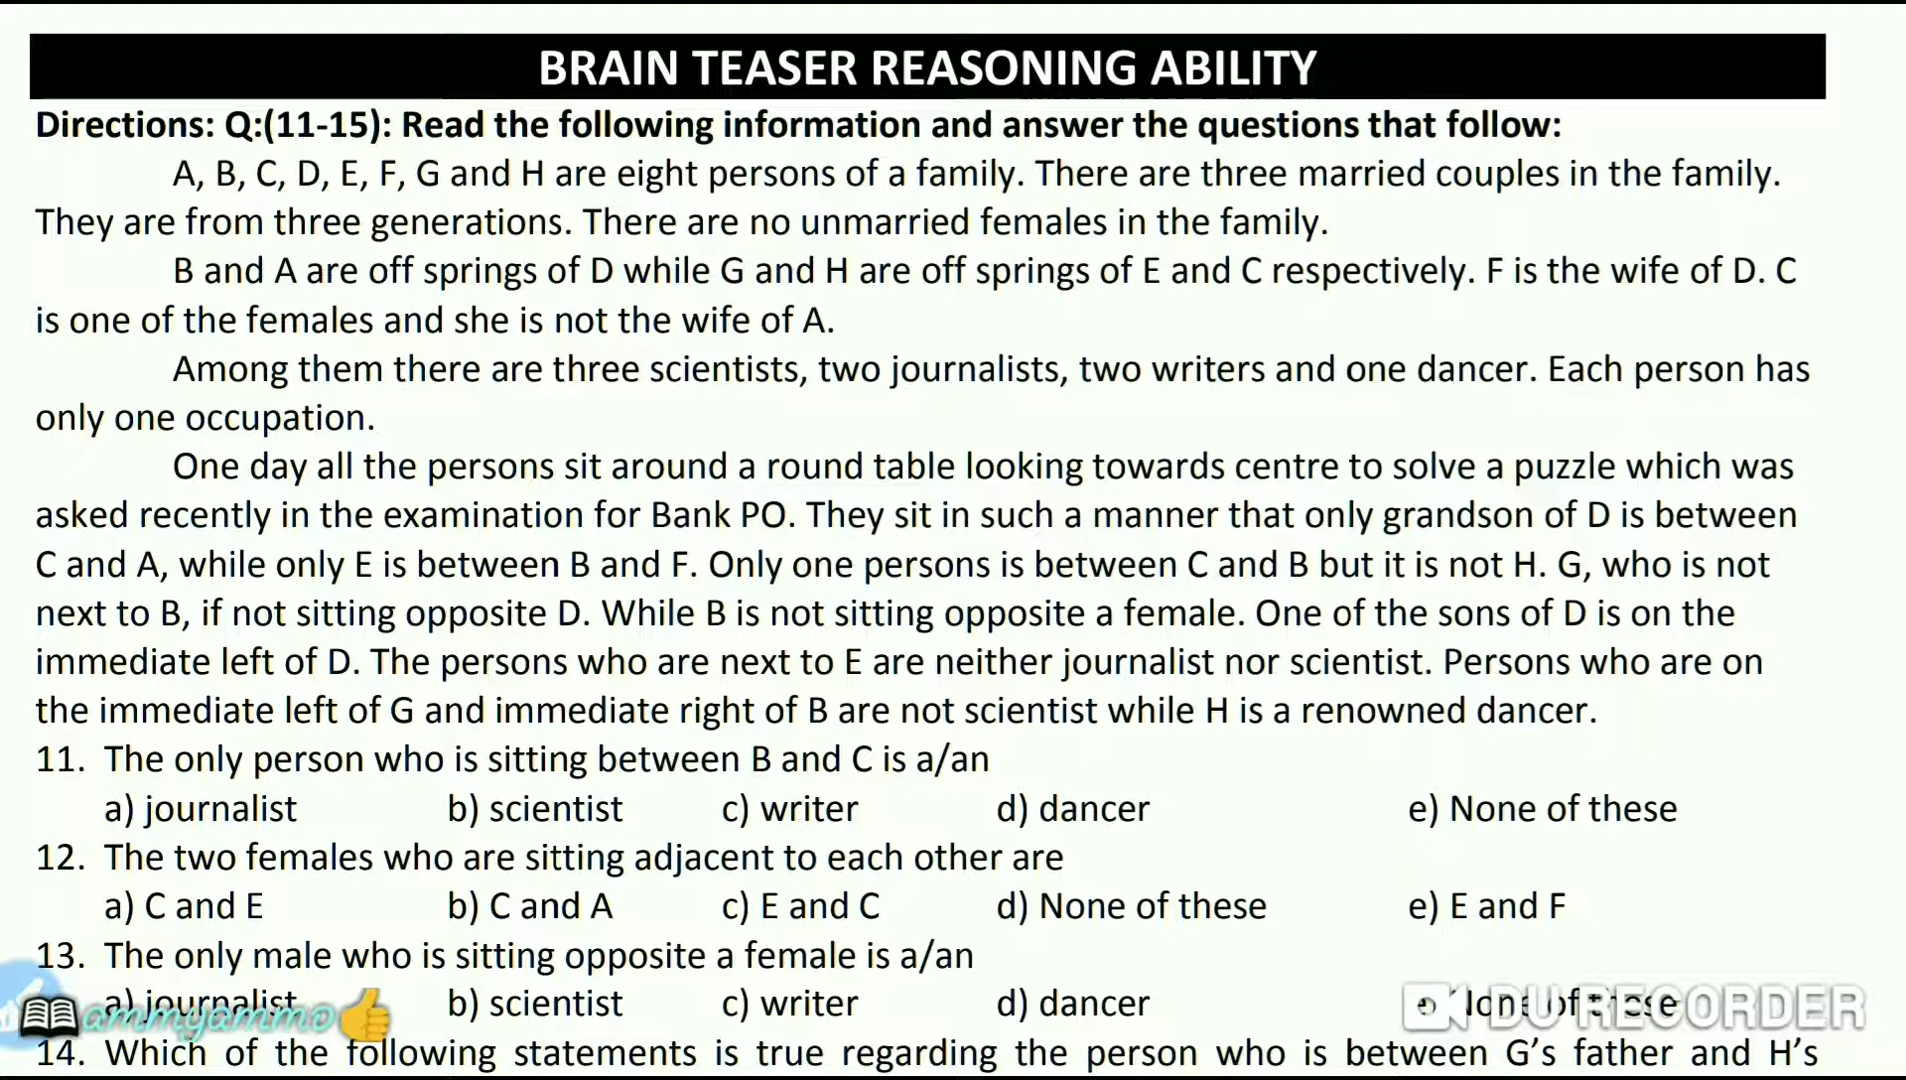 BRAIN TEASER REASONING ABILITY
Directions: Q:(11-15): Read the following information and answer the questions that follow:
A, B, C, D, E, F, G and H are eight persons of a family. There are three married couples in the family.
They are from three generations. There are no unmarried females in the family.
B and A are off springs of D while G and H are off springs of E and C respectively. F is the wife of D. C
is one of the females and she is not the wife of A.
Among them there are three scientists, two journalists, two writers and one dancer. Each person has
only one occupation.
One day all the persons sit around a round table looking towards centre to solve a puzzle which was
asked recently in the examination for Bank PO. They sit in such a manner that only grandson of D is between
C and A, while only E is between B and F. Only one persons is between C and B but it is not H. G, who is not
next to B, if not sitting opposite D. While B is not sitting opposite a female. One of the sons of D is on the
immediate left of D. The persons who are next to E are neither journalist nor scientist. Persons who are on
the immediate left of G and immediate right of B are not scientist while H is a renowned dancer.
11. The only person who is sitting between B and C is a/an
a) journalist b) scientist c) writer d) dancer e) None of these
12. The two females who are sitting adjacent to each other are
a) C and E b) C and A c) E and C d) None of these e) E and F
13. The only male who is sitting opposite a female is a/an
a) journalist b) scientist c) writer d) dancer e) None of these
ammyammo
DU RECORDER
14. Which of the following statements is true regarding the person who is between G's father and H's